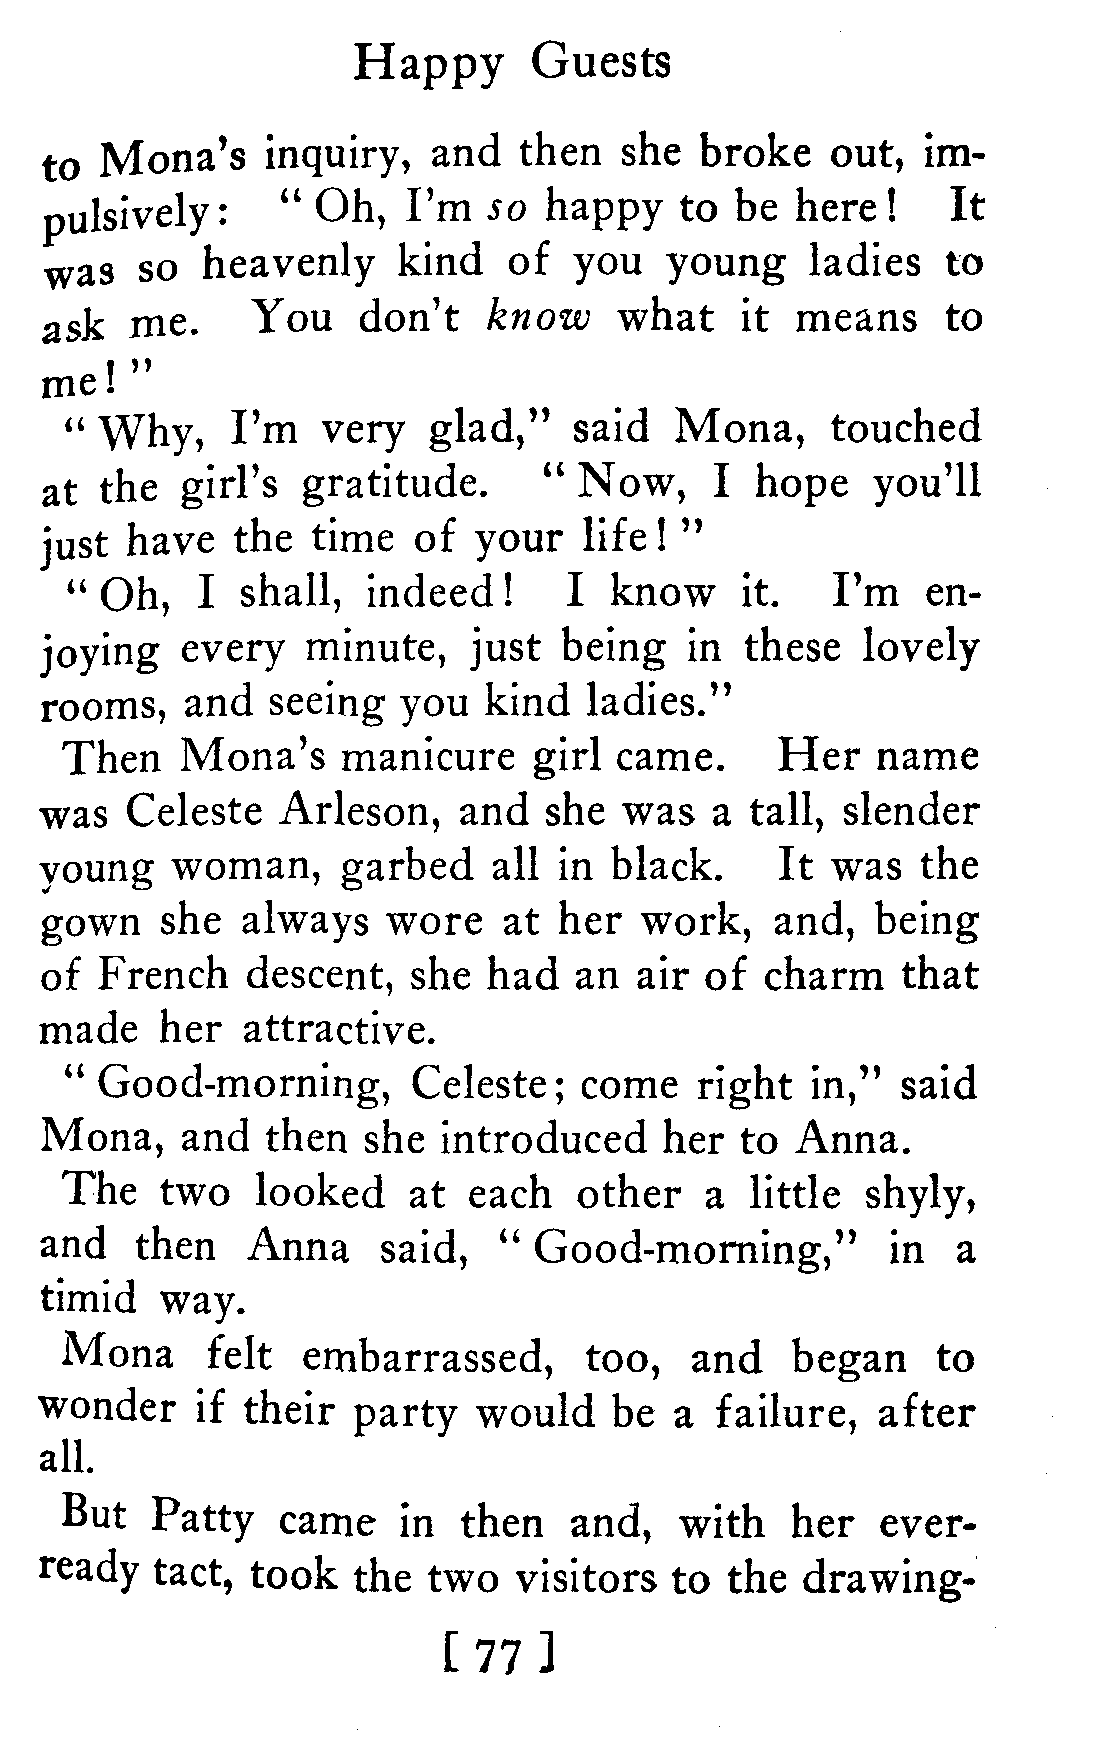 Happy Guests
to Mona's inquiry, and then she broke out, im-
pulsively: "Oh, I'm so happy to be here! It
was so heavenly kind of you young ladies to
ask me. You don't know what it means to
me!"
"Why, I'm very glad," said Mona, touched
at the girl's gratitude. "Now, I hope you'll
just have the time of your life!"
"Oh, I shall, indeed! I know it. I'm en-
joying every minute, just being in these lovely
rooms, and seeing you kind ladies."
Then Mona's manicure girl came. Her name
was Celeste Arleson, and she was a tall, slender
young woman, garbed all in black. It was the
gown she always wore at her work, and, being
of French descent, she had an air of charm that
made her attractive.
"Good-morning, Celeste; come right in," said
Mona, and then she introduced her to Anna.
The two looked at each other a little shyly,
and then Anna said, "Good-morning," in a
timid way.
Mona felt embarrassed, too, and began to
wonder if their party would be a failure, after
all.
But Patty came in then and, with her ever-
ready tact, took the two visitors to the drawing-
[ 77 ]